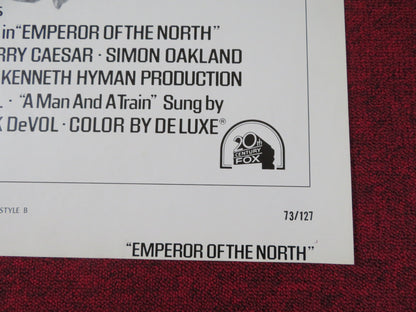 S
in "EMPEROR OF THE NORTH"
RRY CAESAR · SIMON OAKLAND
KENNETH HYMAN PRODUCTION
L · "A Man And A Train" Sung by
K DeVOL · COLOR BY DE LUXE®
20th
CENTURY
FOX
STYLE B
73/127
"EMPEROR OF THE NORTH"